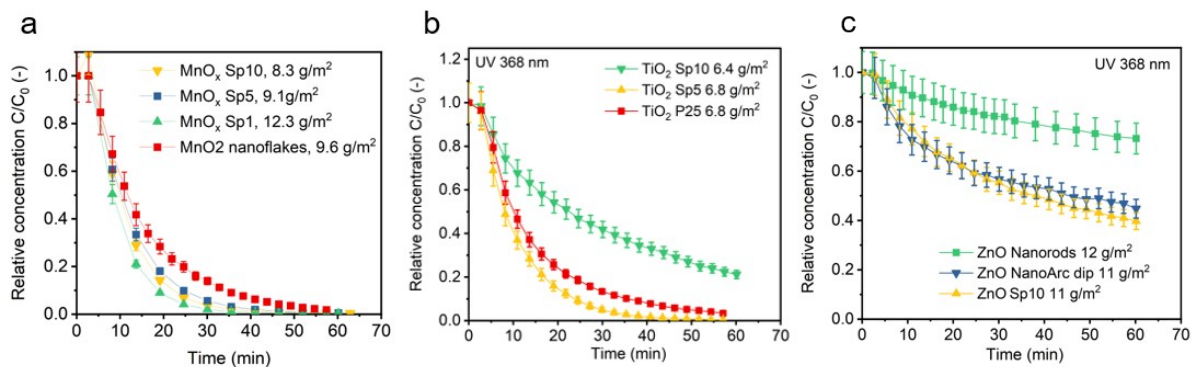 a
Relative concentration C/C₀ (-)
1.0
0.8
0.6
0.4
0.2
0.0
MnOₓ Sp10, 8.3 g/m²
MnOₓ Sp5, 9.1g/m²
MnOₓ Sp1, 12.3 g/m²
MnO2 nanoflakes, 9.6 g/m²
0 10 20 30 40 50 60 70
Time (min)
b
Relative concentration C/C₀ (-)
1.2
1.0
0.8
0.6
0.4
0.2
0.0
UV 368 nm
TiO₂ Sp10 6.4 g/m²
TiO₂ Sp5 6.8 g/m²
TiO₂ P25 6.8 g/m²
0 10 20 30 40 50 60 70
Time (min)
c
Relative concentration C/C₀ (-)
1.0
0.8
0.6
0.4
0.2
0.0
UV 368 nm
ZnO Nanorods 12 g/m²
ZnO NanoArc dip 11 g/m²
ZnO Sp10 11 g/m²
0 10 20 30 40 50 60 70
Time (min)